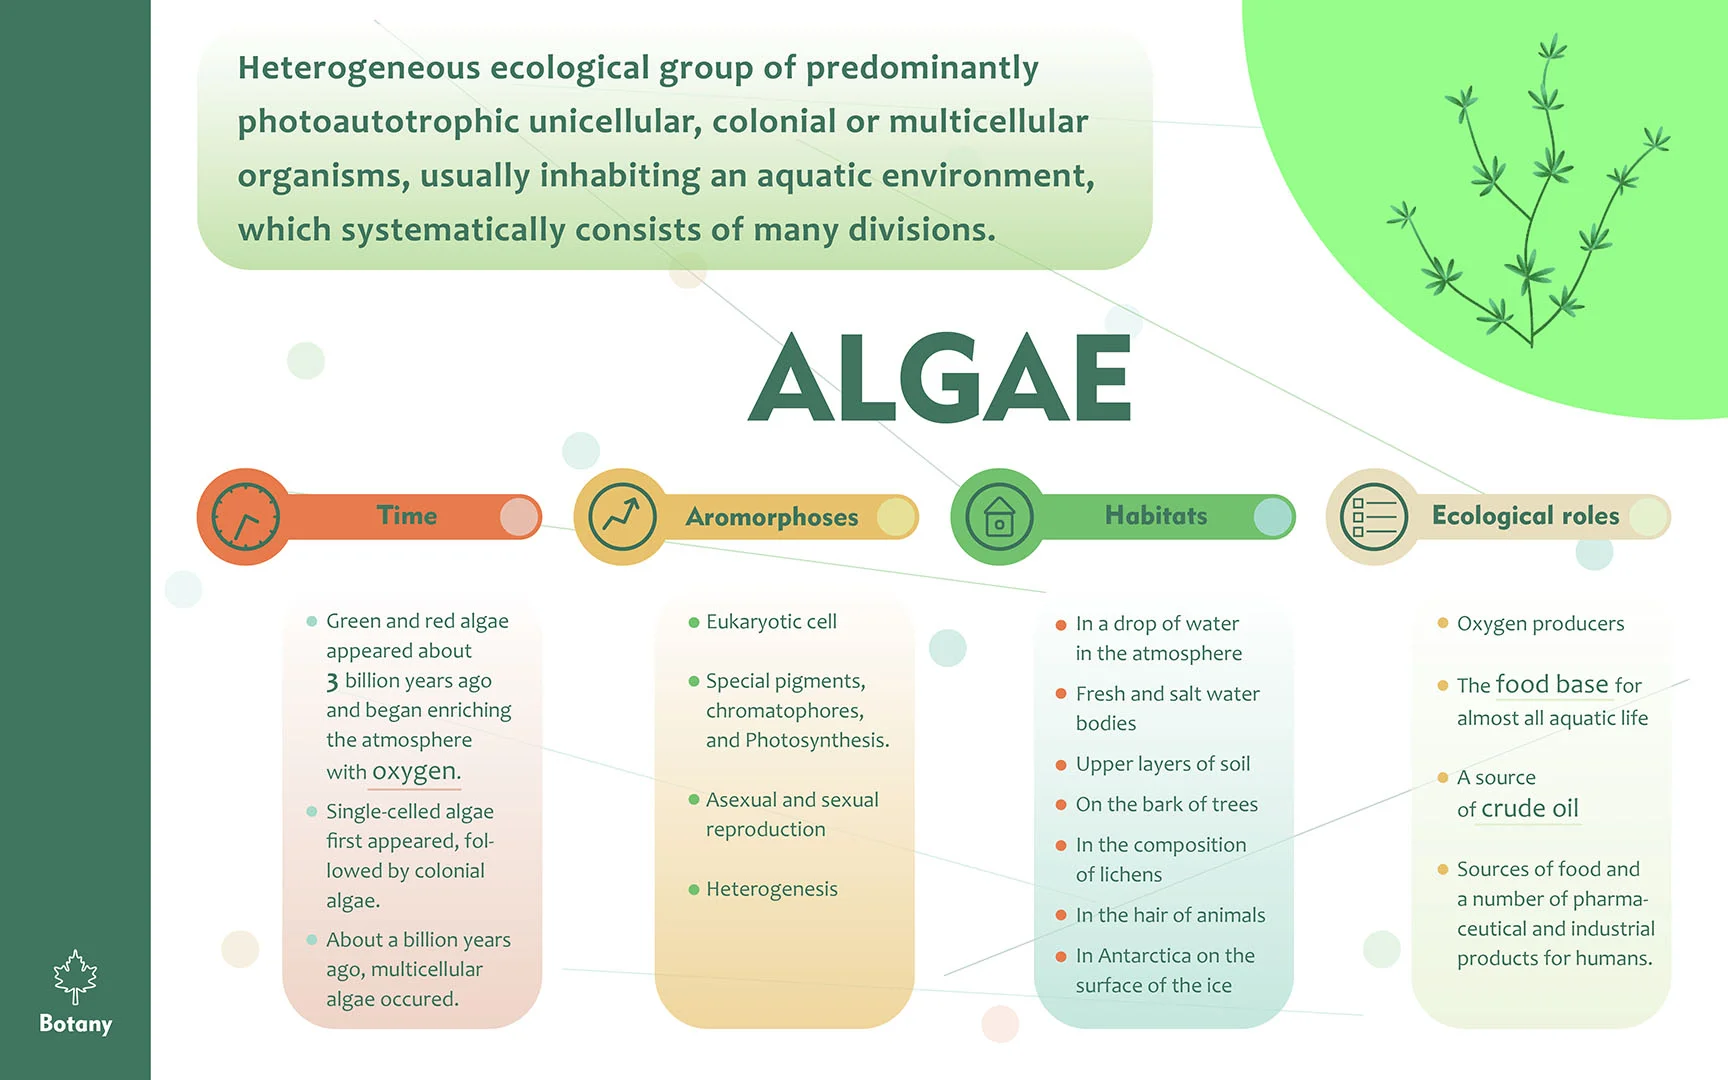 Heterogeneous ecological group of predominantly
photoautotrophic unicellular, colonial or multicellular
organisms, usually inhabiting an aquatic environment,
which systematically consists of many divisions.
ALGAE
Time
Green and red algae
appeared about
3 billion years ago
and began enriching
the atmosphere
with oxygen.
Single-celled algae
first appeared, fol-
lowed by colonial
algae.
About a billion years
ago, multicellular
algae occured.
Aromorphoses
Eukaryotic cell
Special pigments,
chromatophores,
and Photosynthesis.
Asexual and sexual
reproduction
Heterogenesis
Habitats
In a drop of water
in the atmosphere
Fresh and salt water
bodies
Upper layers of soil
On the bark of trees
In the composition
of lichens
In the hair of animals
In Antarctica on the
surface of the ice
Ecological roles
Oxygen producers
The food base for
almost all aquatic life
A source
of crude oil
Sources of food and
a number of pharma-
ceutical and industrial
products for humans.
Botany